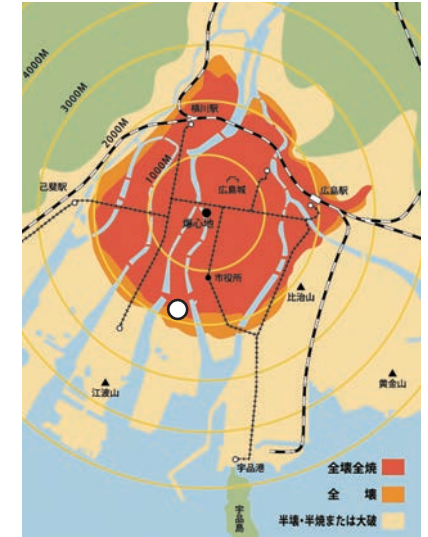 4000M
3000M
2000M
1000M
横川駅
己斐駅
広島城
広島駅
爆心地
市役所
比治山
江波山
黄金山
宇品港
宇品島
全壊全焼
全 壊
半壊・半焼または大破